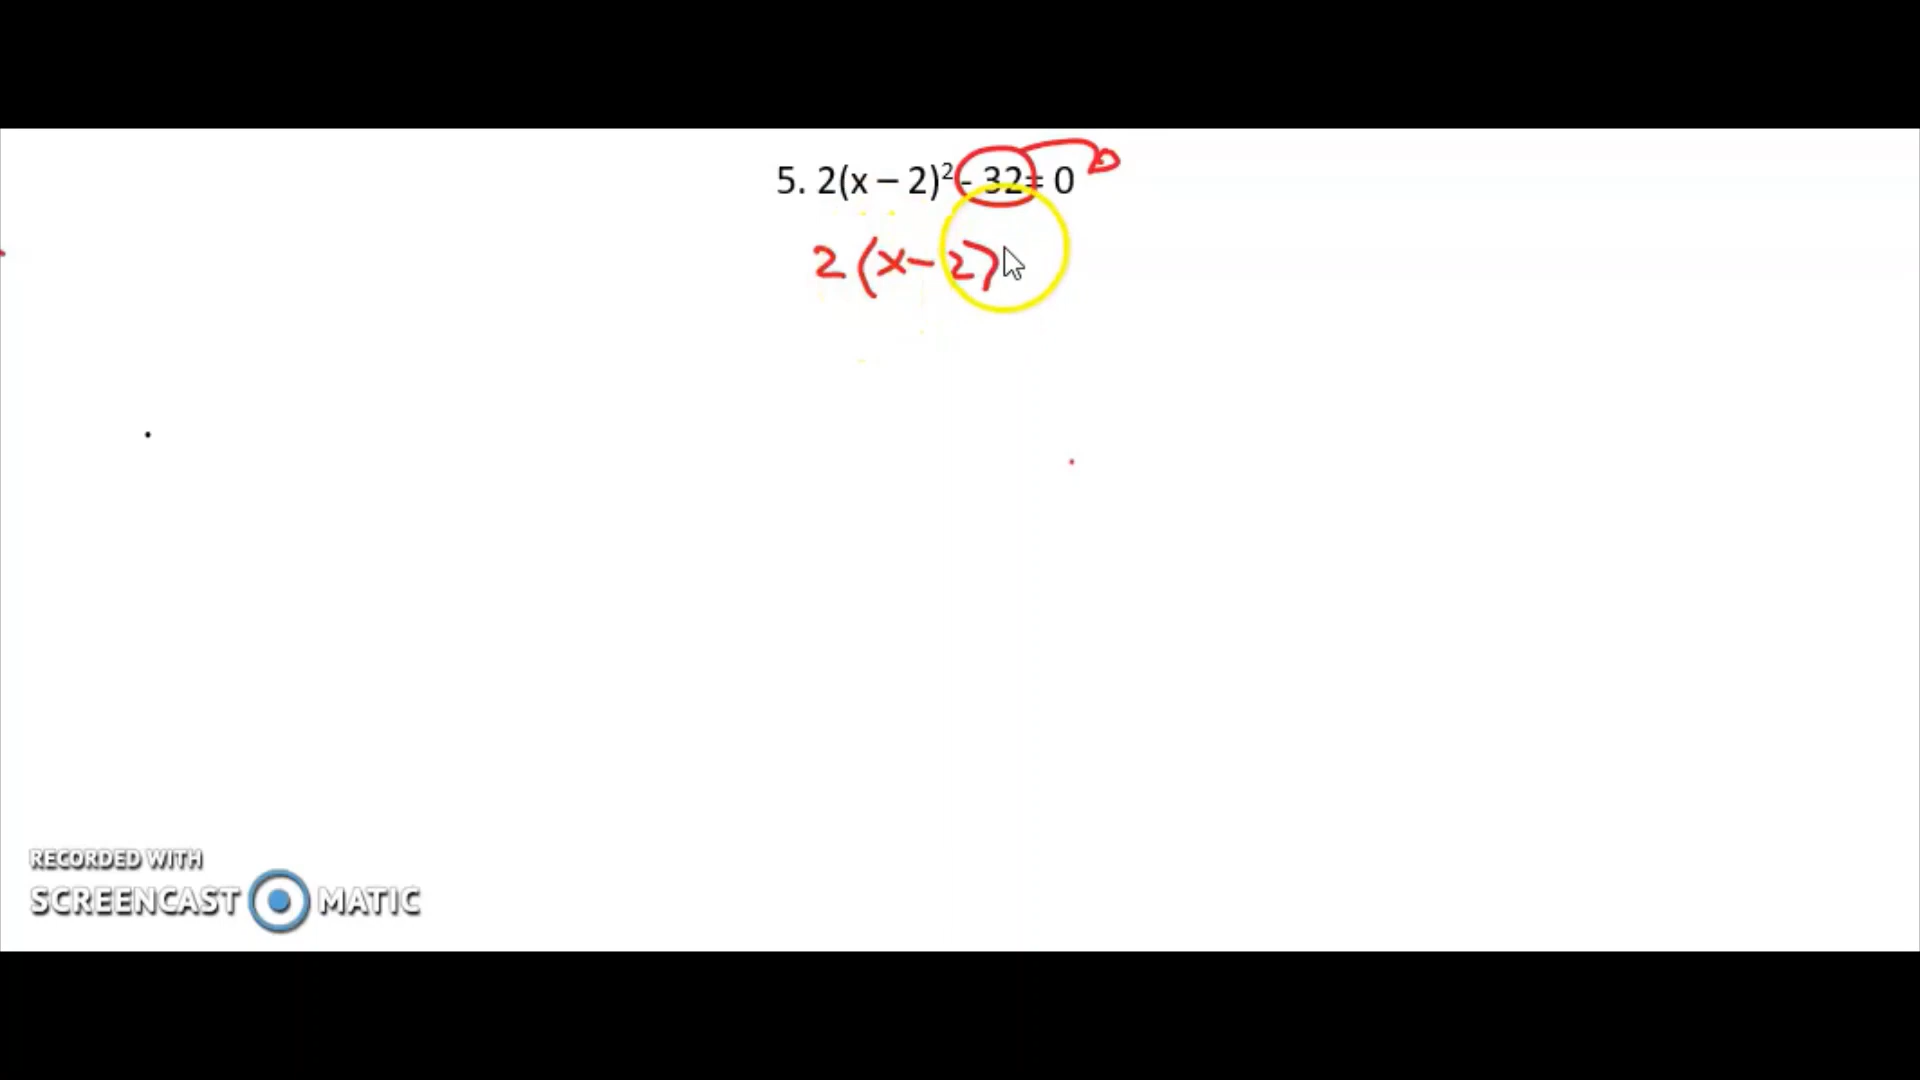 5. 2(x – 2)² - 32 = 0
2 (x – 2)
RECORDED WITH
SCREENCAST MATIC